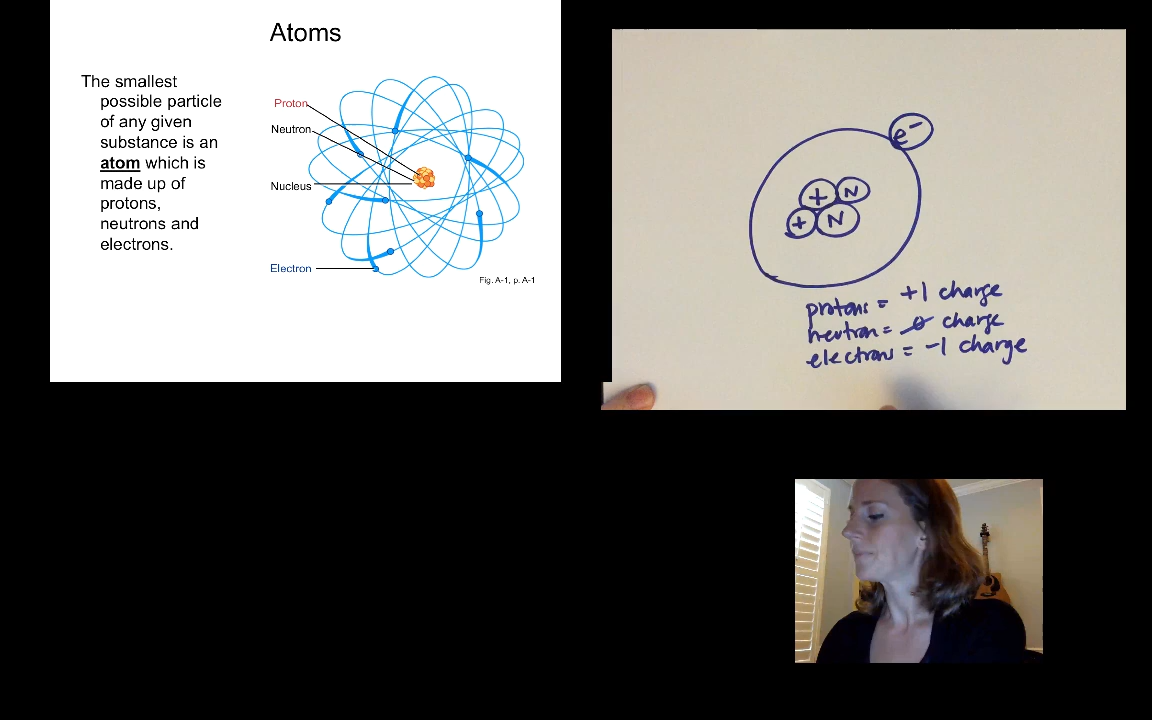 Atoms
The smallest
possible particle
of any given
substance is an
atom which is
made up of
protons,
neutrons and
electrons.
Proton
Neutron
Nucleus
Electron
Fig. A-1, p. A-1
e⁻
+ N
+ N
protons = +1 charge
neutron = 0 charge
electrons = -1 charge